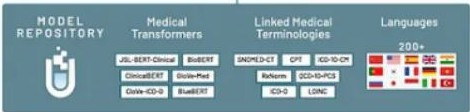 MODEL
REPOSITORY
Medical
Transformers
JSL-BERT-Clinical
BioBERT
ClinicalBERT
GloVe-Med
GloVe-ICD-O
BlueBERT
Linked Medical
Terminologies
SNOMED-CT
CPT
ICD-10-CM
RxNorm
ICD-10-PCS
ICD-O
LOINC
Languages
200+